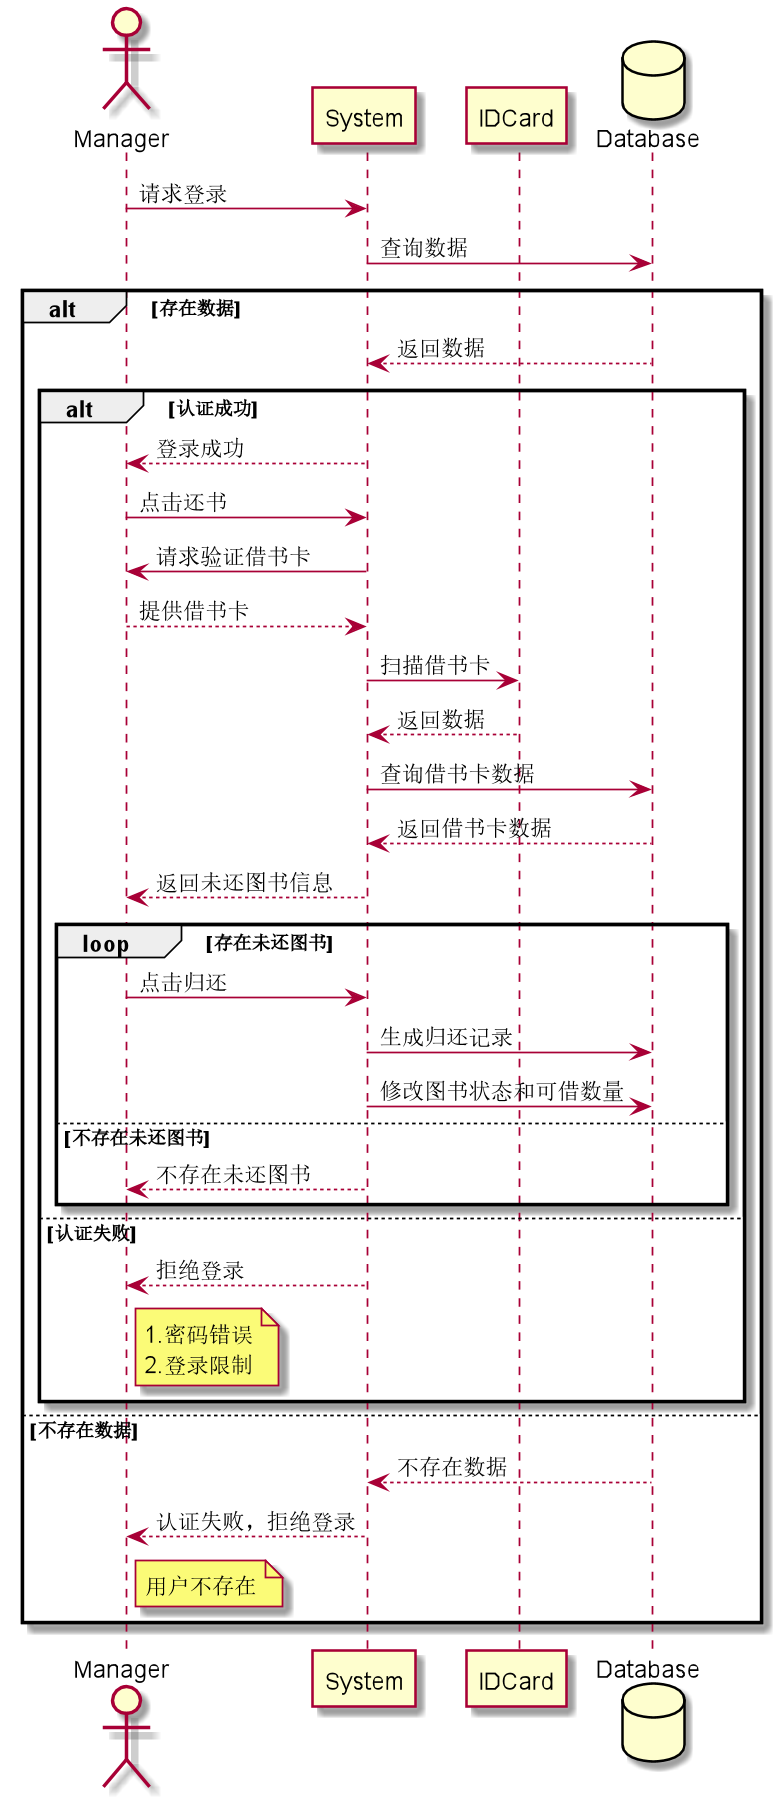 Manager
System
IDCard
Database
请求登录
查询数据
alt
[存在数据]
返回数据
alt
[认证成功]
登录成功
点击还书
请求验证借书卡
提供借书卡
扫描借书卡
返回数据
查询借书卡数据
返回借书卡数据
返回未还图书信息
loop
[存在未还图书]
点击归还
生成归还记录
修改图书状态和可借数量
[不存在未还图书]
不存在未还图书
[认证失败]
拒绝登录
1.密码错误
2.登录限制
[不存在数据]
不存在数据
认证失败，拒绝登录
用户不存在
Manager
System
IDCard
Database